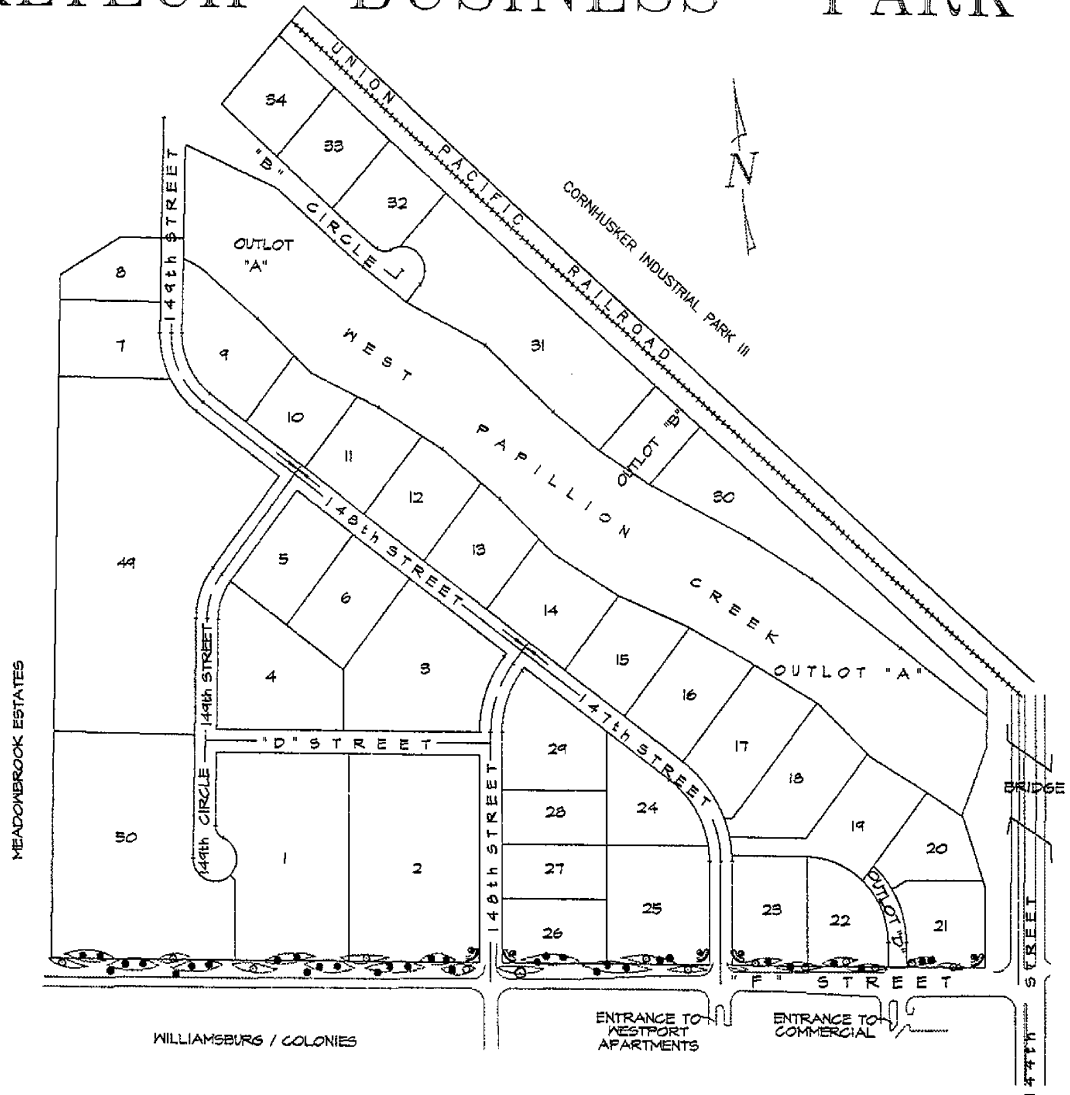 BUSINESS PARK
UNION PACIFIC RAILROAD
CORNHUSKER INDUSTRIAL PARK III
N
34
33
32
31
"B" CIRCLE
149th STREET
OUTLOT
"A"
8
7
9
10
11
12
13
14
15
16
17
18
19
20
21
22
23
24
25
26
27
28
29
30
WEST PAPILLION CREEK
OUTLOT "B"
OUTLOT "A"
148th STREET
147th STREET
5
6
4
3
49
50
1
2
149th STREET
"D" STREET
149th CIRCLE
148th STREET
MEADOWBROOK ESTATES
BRIDGE
OUTLOT
"F" STREET
144th STREET
WILLIAMSBURG / COLONIES
ENTRANCE TO
WESTPORT
APARTMENTS
ENTRANCE TO
COMMERCIAL